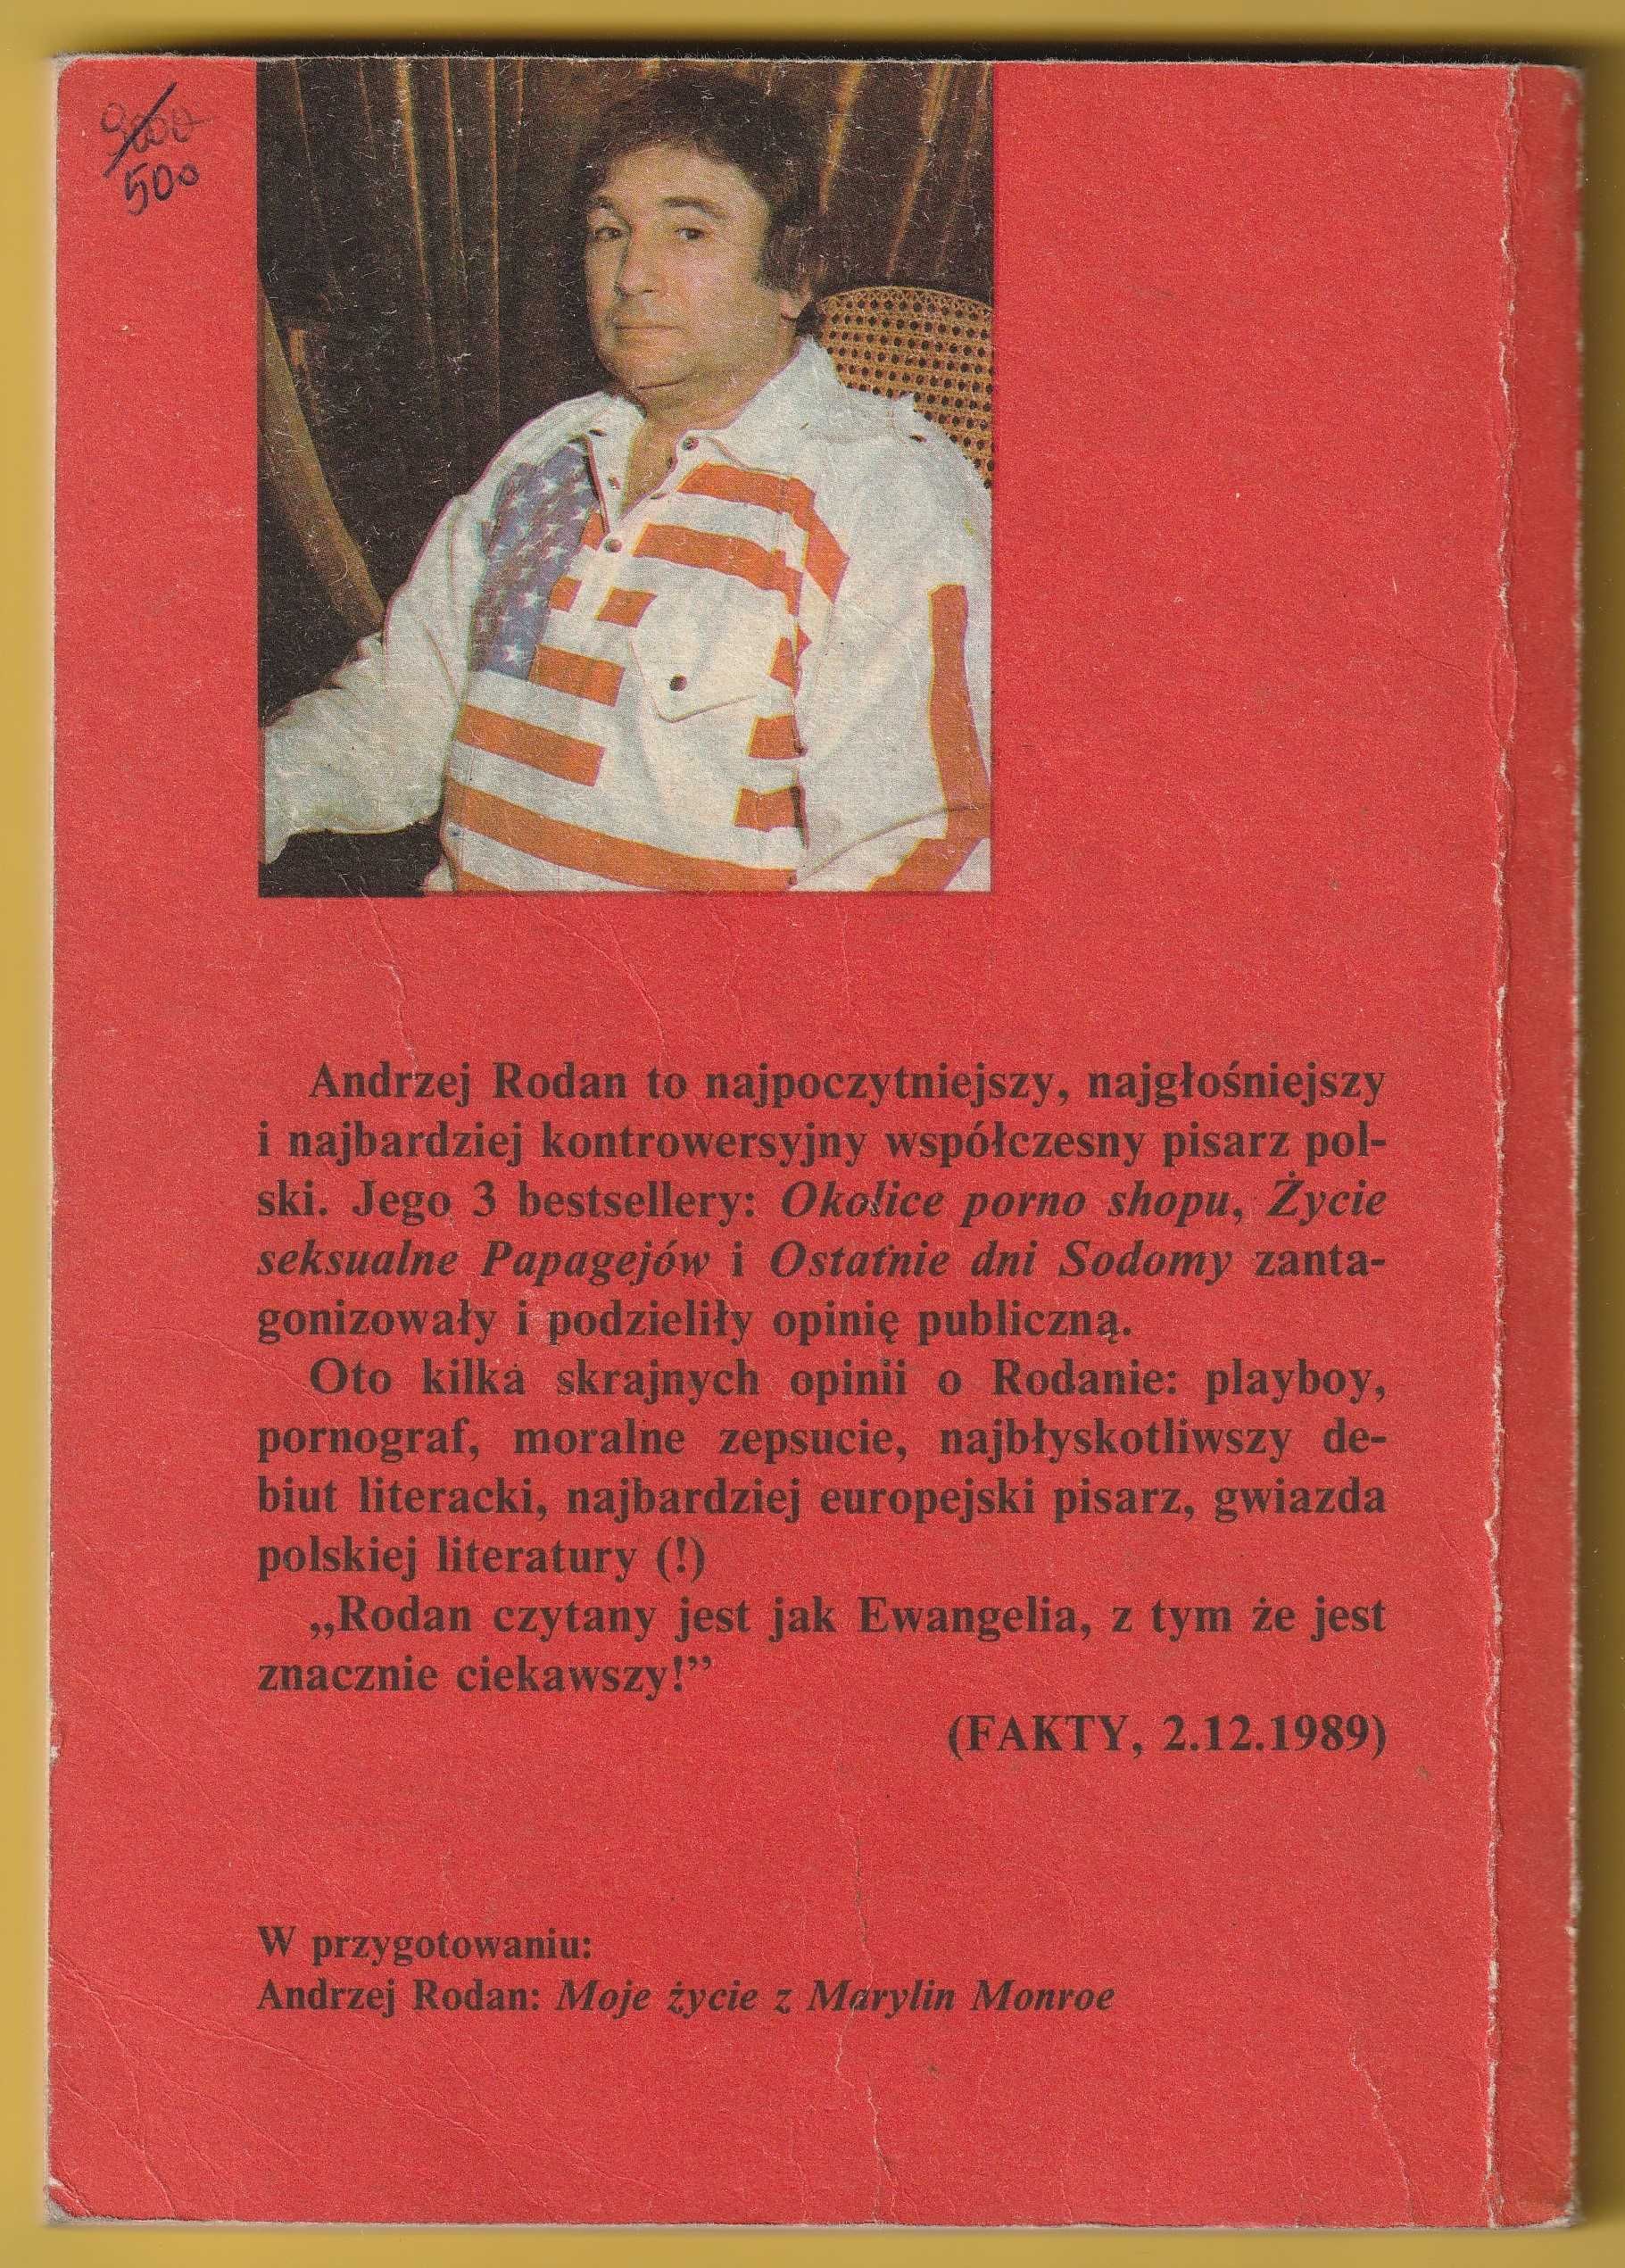 500
Andrzej Rodan to najpoczytniejszy, najgłośniejszy
i najbardziej kontrowersyjny współczesny pisarz pol-
ski. Jego 3 bestsellery: Okolice porno shopu, Życie
seksualne Papagejów i Ostatnie dni Sodomy zanta-
gonizowały i podzieliły opinię publiczną.
Oto kilka skrajnych opinii o Rodanie: playboy,
pornograf, moralne zepsucie, najbłyskotliwszy de-
biut literacki, najbardziej europejski pisarz, gwiazda
polskiej literatury (!)
„Rodan czytany jest jak Ewangelia, z tym że jest
znacznie ciekawszy!”
(FAKTY, 2.12.1989)
W przygotowaniu:
Andrzej Rodan: Moje życie z Marylin Monroe